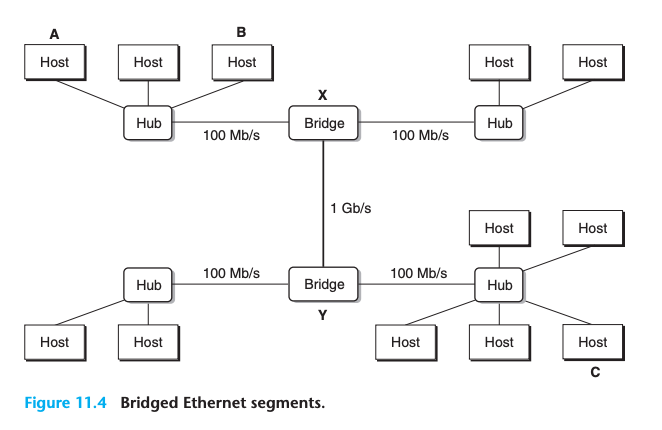 A B
Host Host Host Host Host
X
Hub Bridge Hub
100 Mb/s 100 Mb/s
1 Gb/s
Host Host
100 Mb/s 100 Mb/s
Hub Bridge Hub
Y
Host Host Host Host Host
C
Figure 11.4 Bridged Ethernet segments.